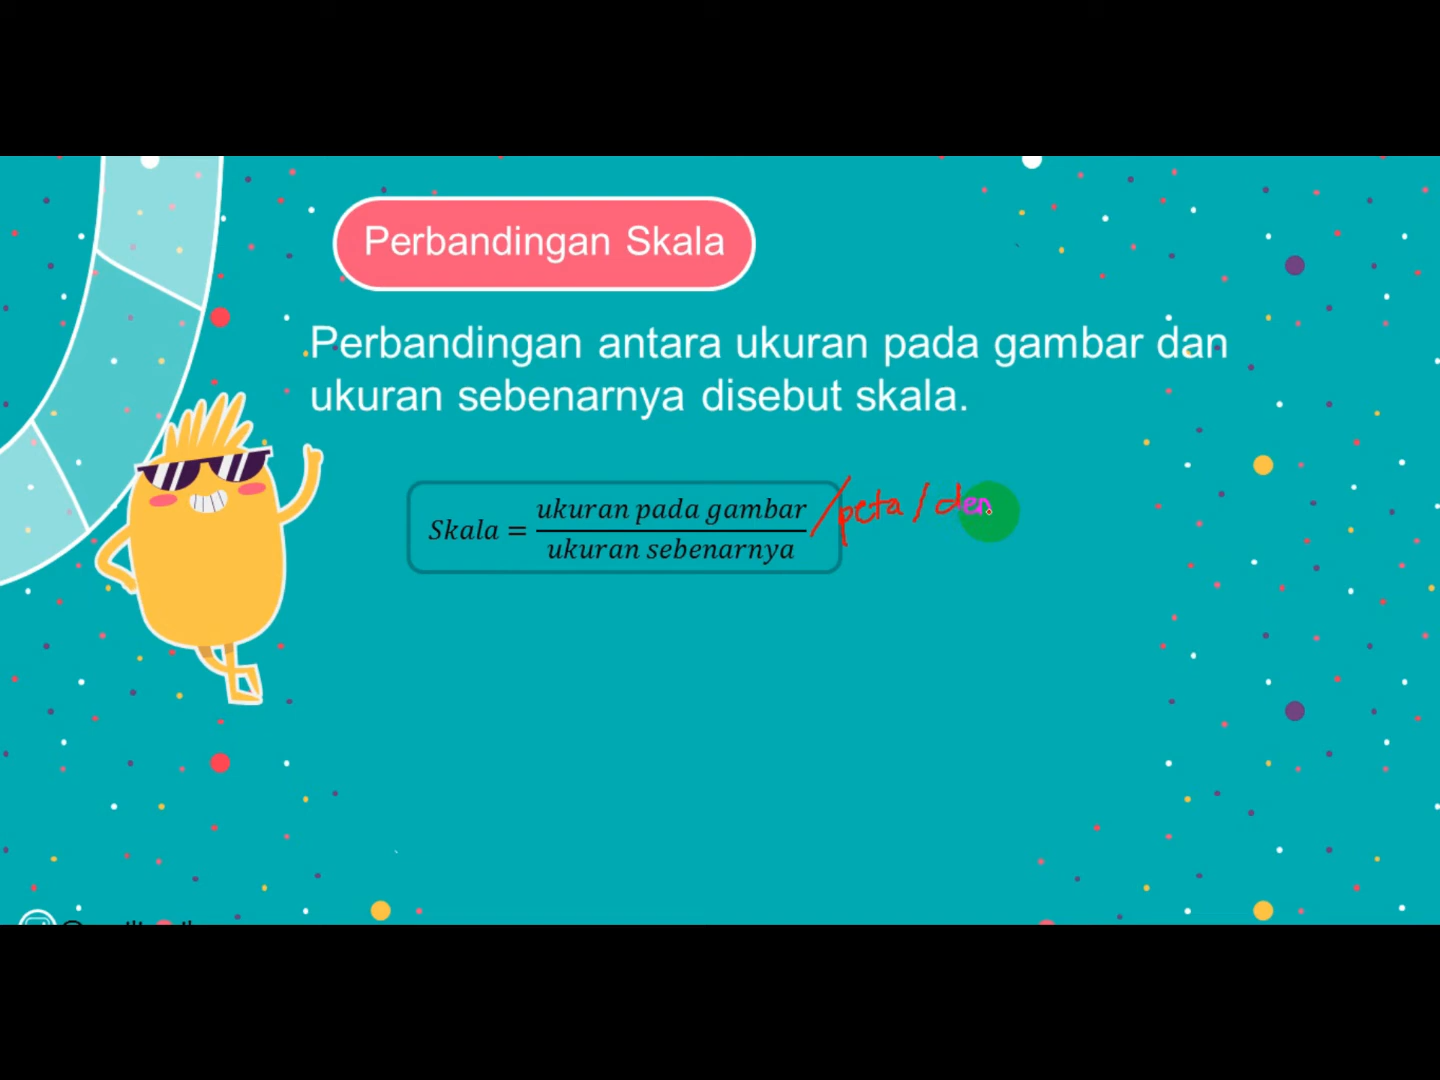 Perbandingan Skala
Perbandingan antara ukuran pada gambar dan
ukuran sebenarnya disebut skala.
Skala = ukuran pada gambar / peta / den
ukuran sebenarnya